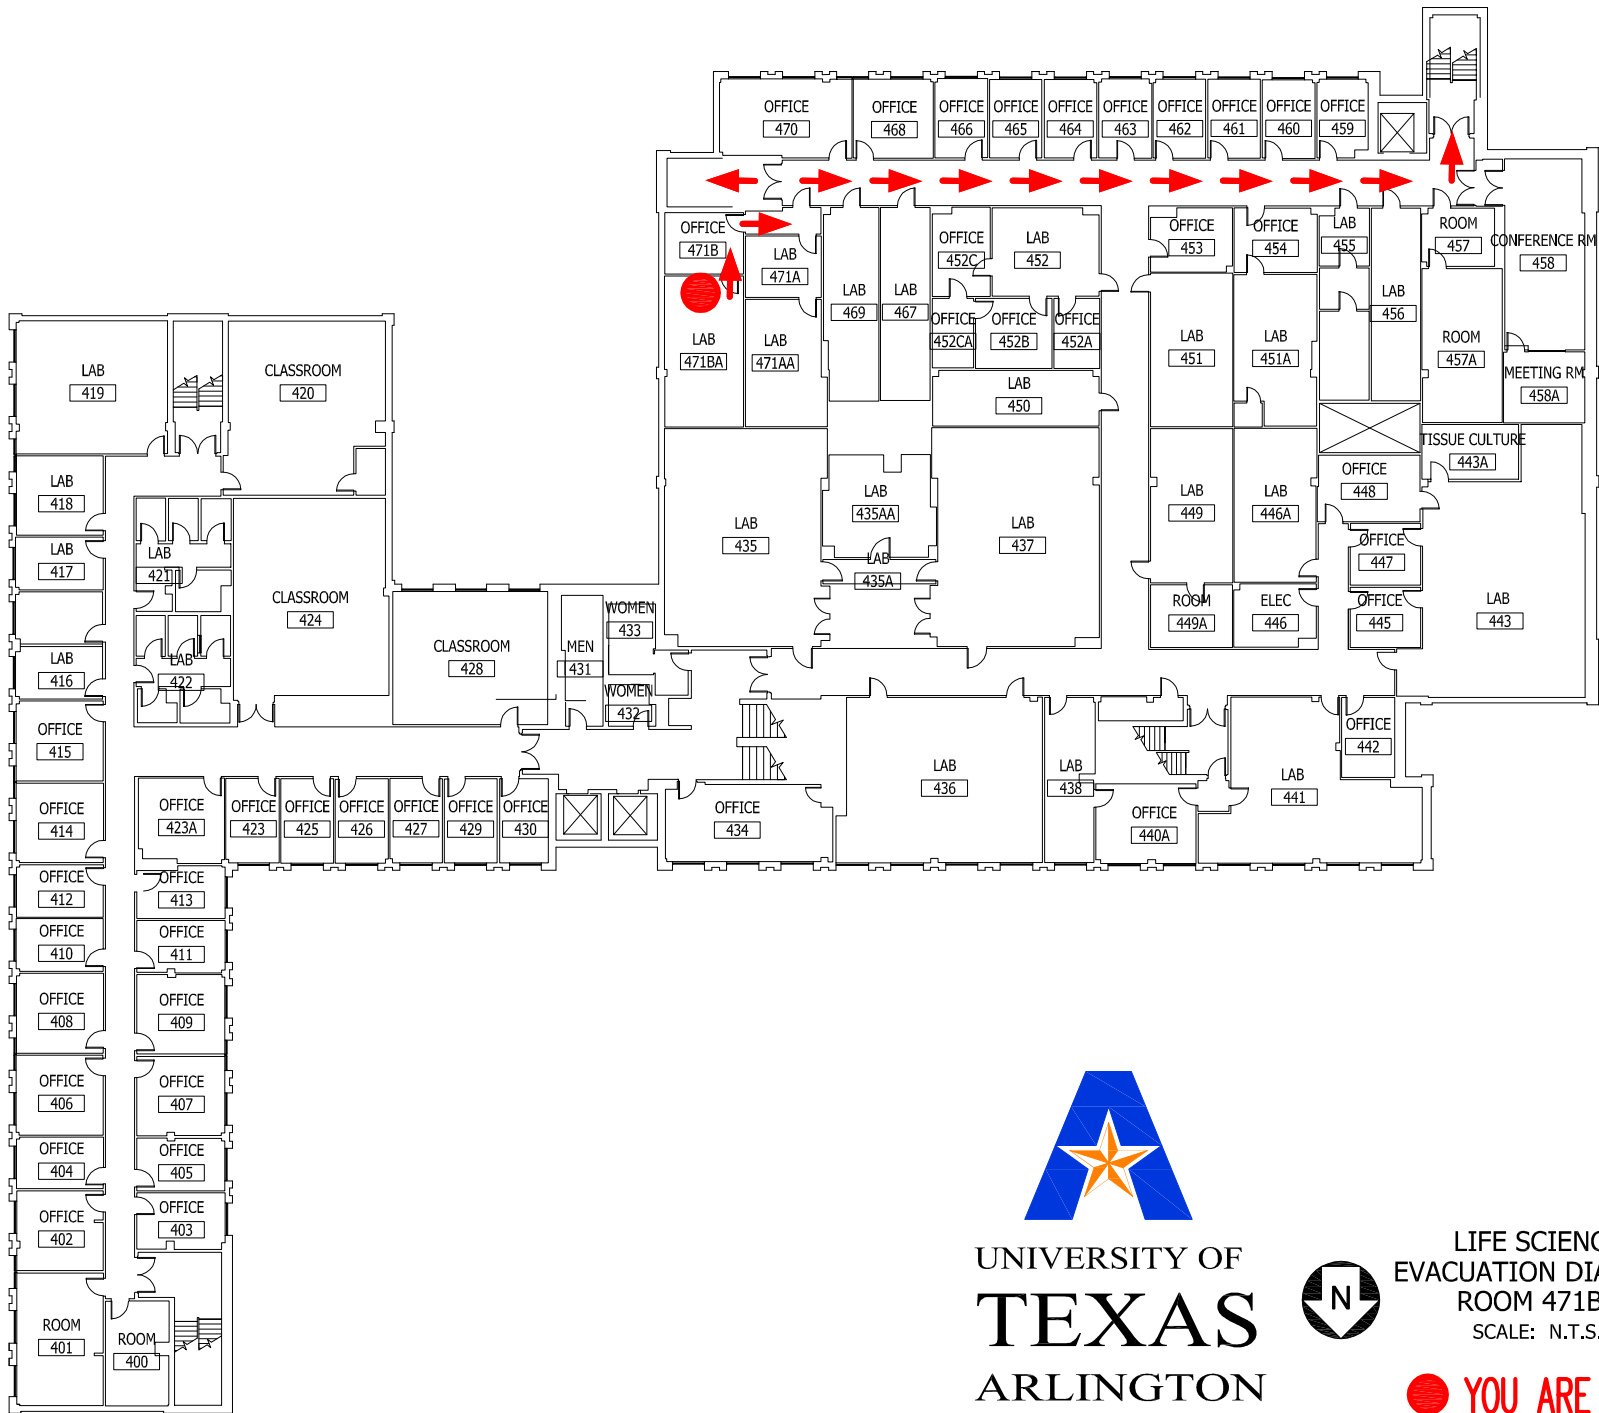 OFFICE
470
OFFICE
468
OFFICE
466
OFFICE
465
OFFICE
464
OFFICE
463
OFFICE
462
OFFICE
461
OFFICE
460
OFFICE
459
OFFICE
471B
LAB
471A
OFFICE
452C
LAB
452
OFFICE
453
OFFICE
454
LAB
455
ROOM
457
CONFERENCE RM
458
LAB
469
LAB
467
LAB
456
OFFICE
452CA
OFFICE
452B
OFFICE
452A
LAB
451
LAB
451A
ROOM
457A
LAB
471BA
LAB
471AA
MEETING RM
458A
LAB
450
LAB
419
CLASSROOM
420
TISSUE CULTURE
443A
OFFICE
448
LAB
418
LAB
435AA
LAB
449
LAB
446A
LAB
435
LAB
437
OFFICE
447
LAB
417
LAB
421
LAB
435A
CLASSROOM
424
WOMEN
433
ROOM
449A
ELEC
446
OFFICE
445
LAB
443
LAB
416
LAB
422
CLASSROOM
428
MEN
431
WOMEN
432
OFFICE
415
OFFICE
442
LAB
436
LAB
438
LAB
441
OFFICE
414
OFFICE
423A
OFFICE
423
OFFICE
425
OFFICE
426
OFFICE
427
OFFICE
429
OFFICE
430
OFFICE
434
OFFICE
440A
OFFICE
412
OFFICE
413
OFFICE
410
OFFICE
411
OFFICE
408
OFFICE
409
OFFICE
406
OFFICE
407
OFFICE
404
OFFICE
405
OFFICE
402
OFFICE
403
ROOM
401
ROOM
400
UNIVERSITY OF
TEXAS
ARLINGTON
N
LIFE SCIENC
EVACUATION DIA
ROOM 471B
SCALE: N.T.S.
YOU ARE